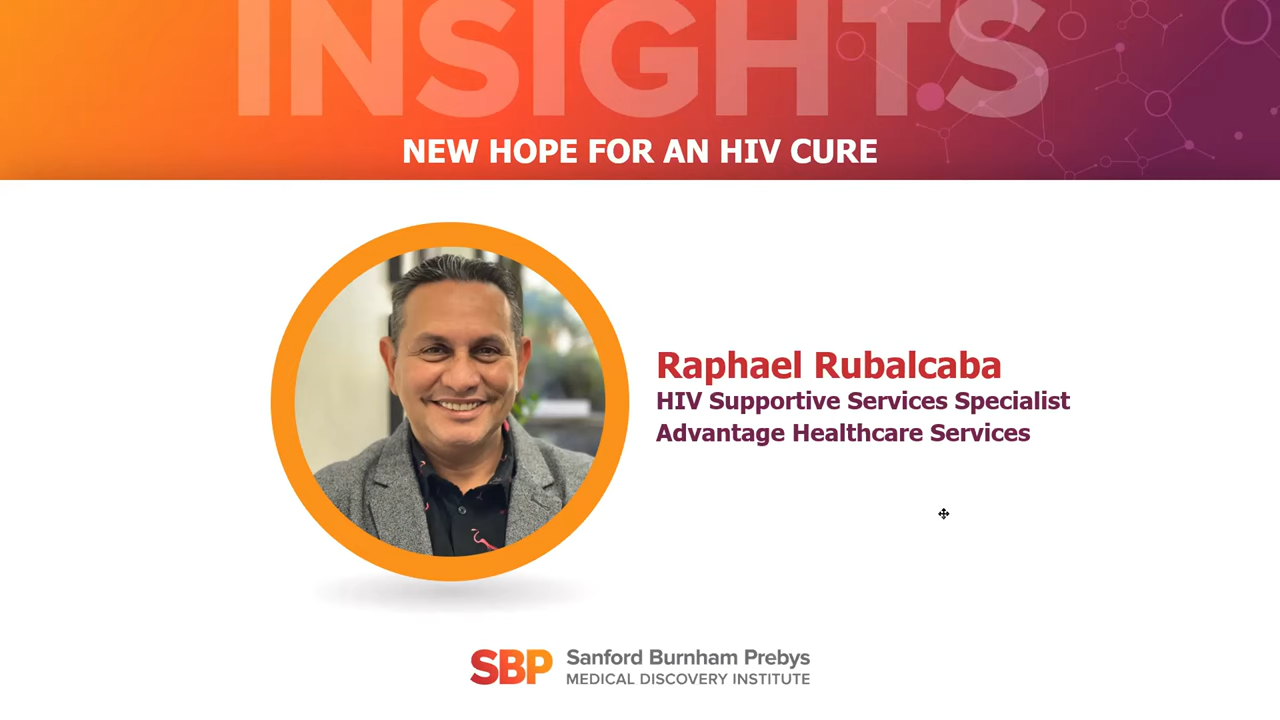 INSIGHTS
NEW HOPE FOR AN HIV CURE
Raphael Rubalcaba
HIV Supportive Services Specialist
Advantage Healthcare Services
SBP Sanford Burnham Prebys
MEDICAL DISCOVERY INSTITUTE